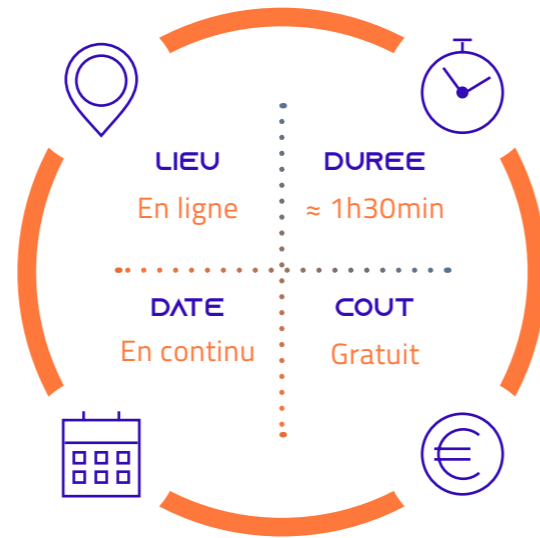 LIEU
En ligne
DUREE
≈ 1h30min
DATE
En continu
COUT
Gratuit